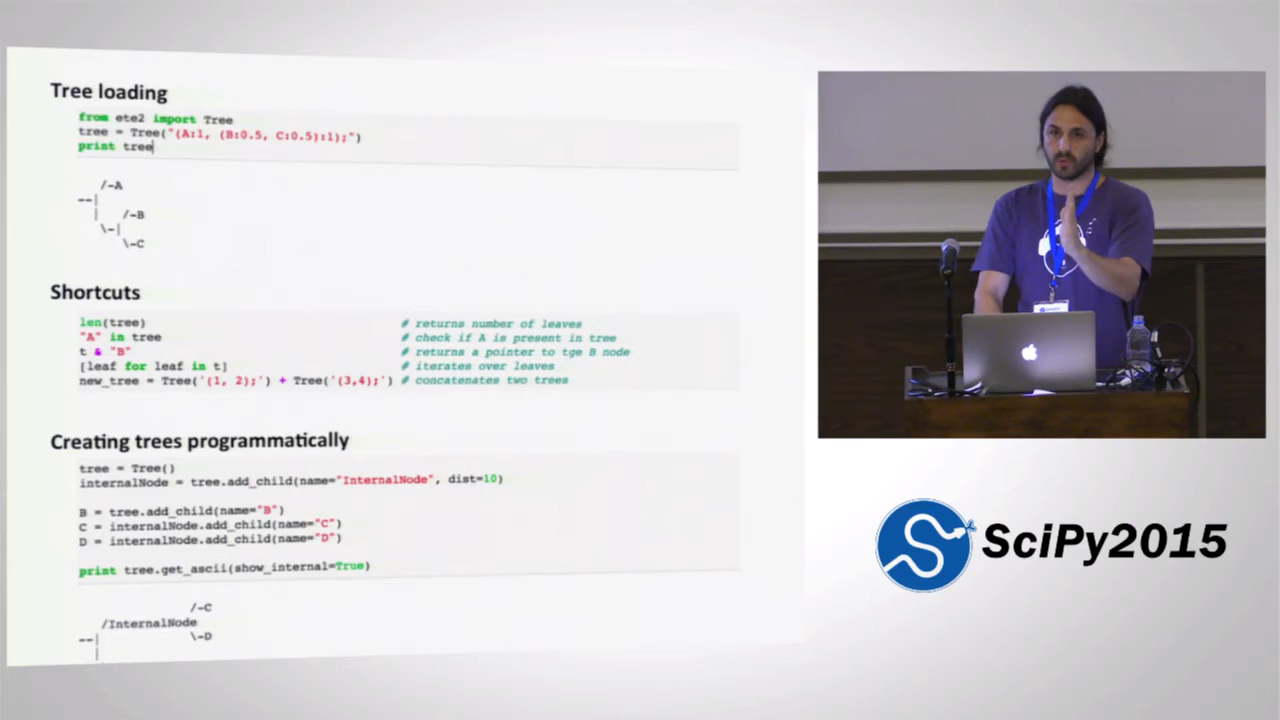 Tree loading
from ete2 import Tree
tree = Tree("(A:1, (B:0.5, C:0.5):1);")
print tree
/-A
--|
|   /-B
\-|
\-C
Shortcuts
len(tree) # returns number of leaves
"A" in tree # check if A is present in tree
t & "B" # returns a pointer to tge B node
[leaf for leaf in t] # iterates over leaves
new_tree = Tree('(1, 2);') + Tree('(3,4);') # concatenates two trees
Creating trees programmatically
tree = Tree()
internalNode = tree.add_child(name="InternalNode", dist=10)
B = tree.add_child(name="B")
C = internalNode.add_child(name="C")
D = internalNode.add_child(name="D")
print tree.get_ascii(show_internal=True)
/-C
/InternalNode
--| \-D
|
SciPy2015